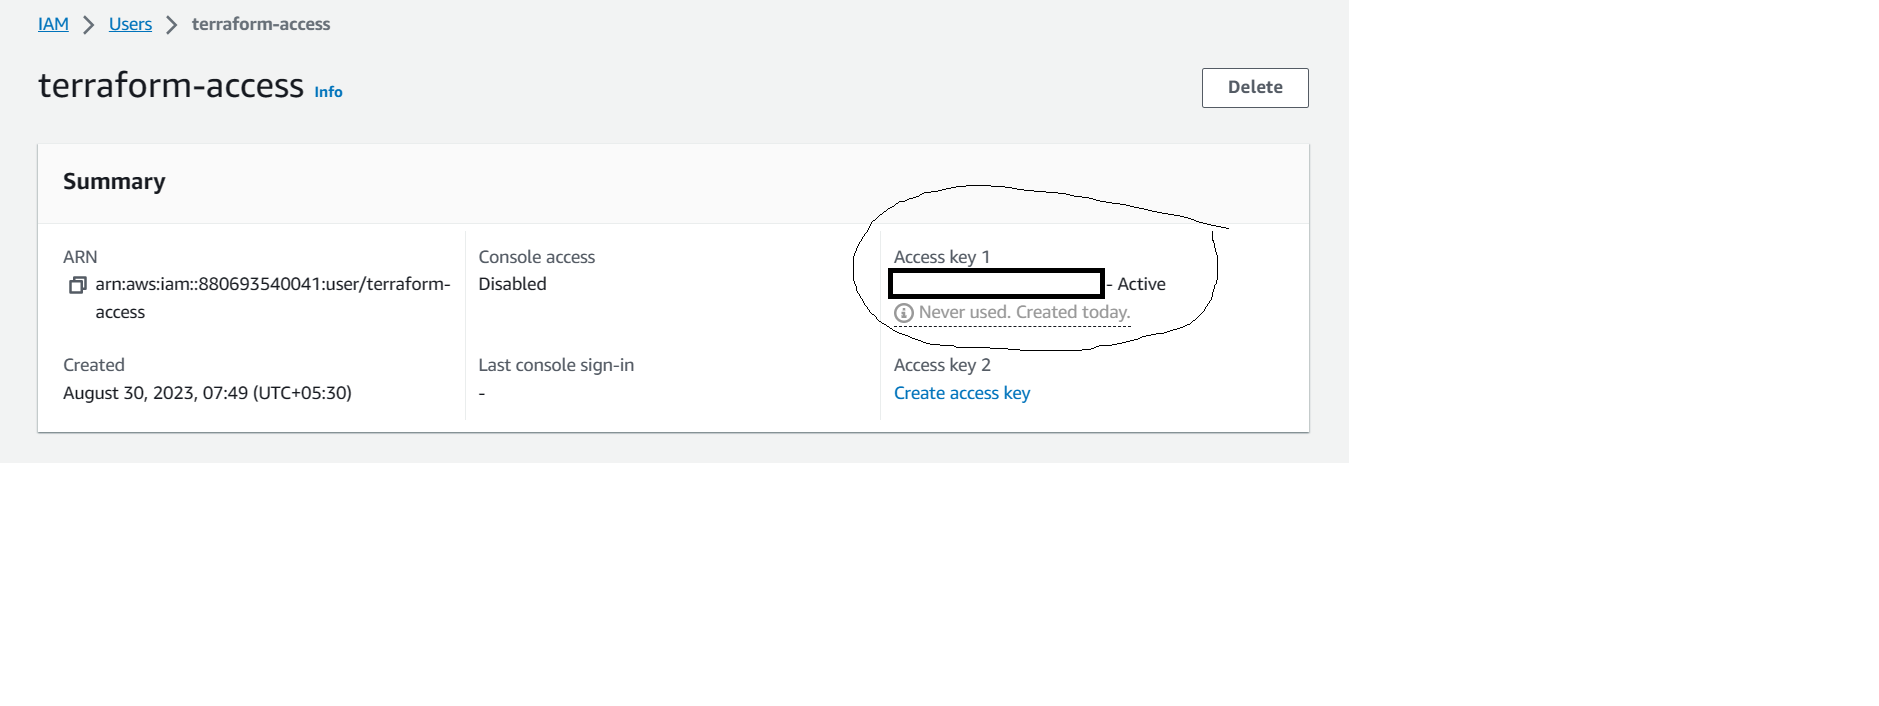 IAM > Users > terraform-access
terraform-access Info
Delete
Summary
ARN
arn:aws:iam::880693540041:user/terraform-
access
Console access
Disabled
Access key 1
- Active
Never used. Created today.
Created
August 30, 2023, 07:49 (UTC+05:30)
Last console sign-in
-
Access key 2
Create access key